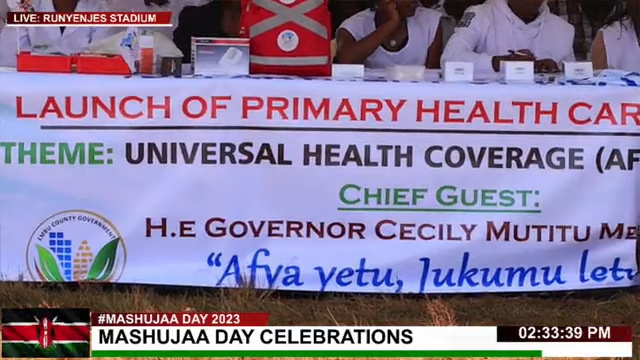 LIVE: RUNYENJES STADIUM
LAUNCH OF PRIMARY HEALTH CAR
THEME: UNIVERSAL HEALTH COVERAGE (AF
CHIEF GUEST:
H.E GOVERNOR CECILY MUTITU M
EMBU COUNTY GOVERNMENT
"Afya yetu, Jukumu letu
#MASHUJAA DAY 2023
MASHUJAA DAY CELEBRATIONS
02:33:39 PM